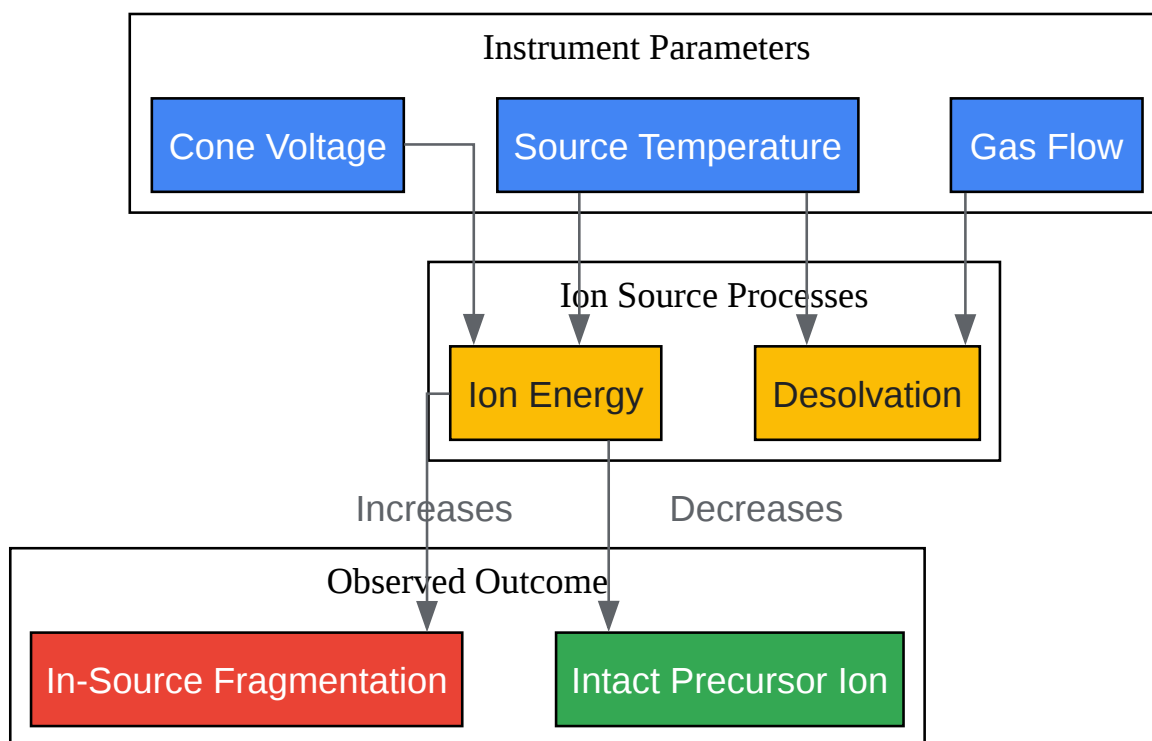 Instrument Parameters
Cone Voltage
Source Temperature
Gas Flow
Ion Source Processes
Ion Energy
Desolvation
Increases
Decreases
Observed Outcome
In-Source Fragmentation
Intact Precursor Ion